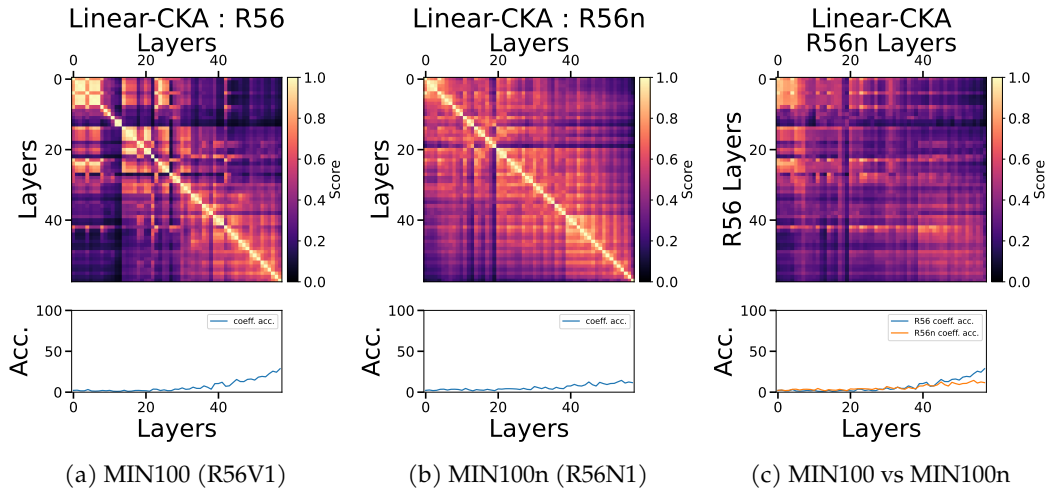 Linear-CKA : R56
Layers
0 20 40
0
20
40
Layers
1.0
0.8
0.6
0.4
0.2
0.0
Score
100
50
0
Acc.
coeff. acc.
0 20 40
Layers
(a) MIN100 (R56V1)
Linear-CKA : R56n
Layers
0 20 40
0
20
40
Layers
1.0
0.8
0.6
0.4
0.2
0.0
Score
100
50
0
Acc.
coeff. acc.
0 20 40
Layers
(b) MIN100n (R56N1)
Linear-CKA
R56n Layers
0 20 40
0
20
40
R56 Layers
1.0
0.8
0.6
0.4
0.2
0.0
Score
100
50
0
Acc.
R56 coeff. acc.
R56n coeff. acc.
0 20 40
Layers
(c) MIN100 vs MIN100n